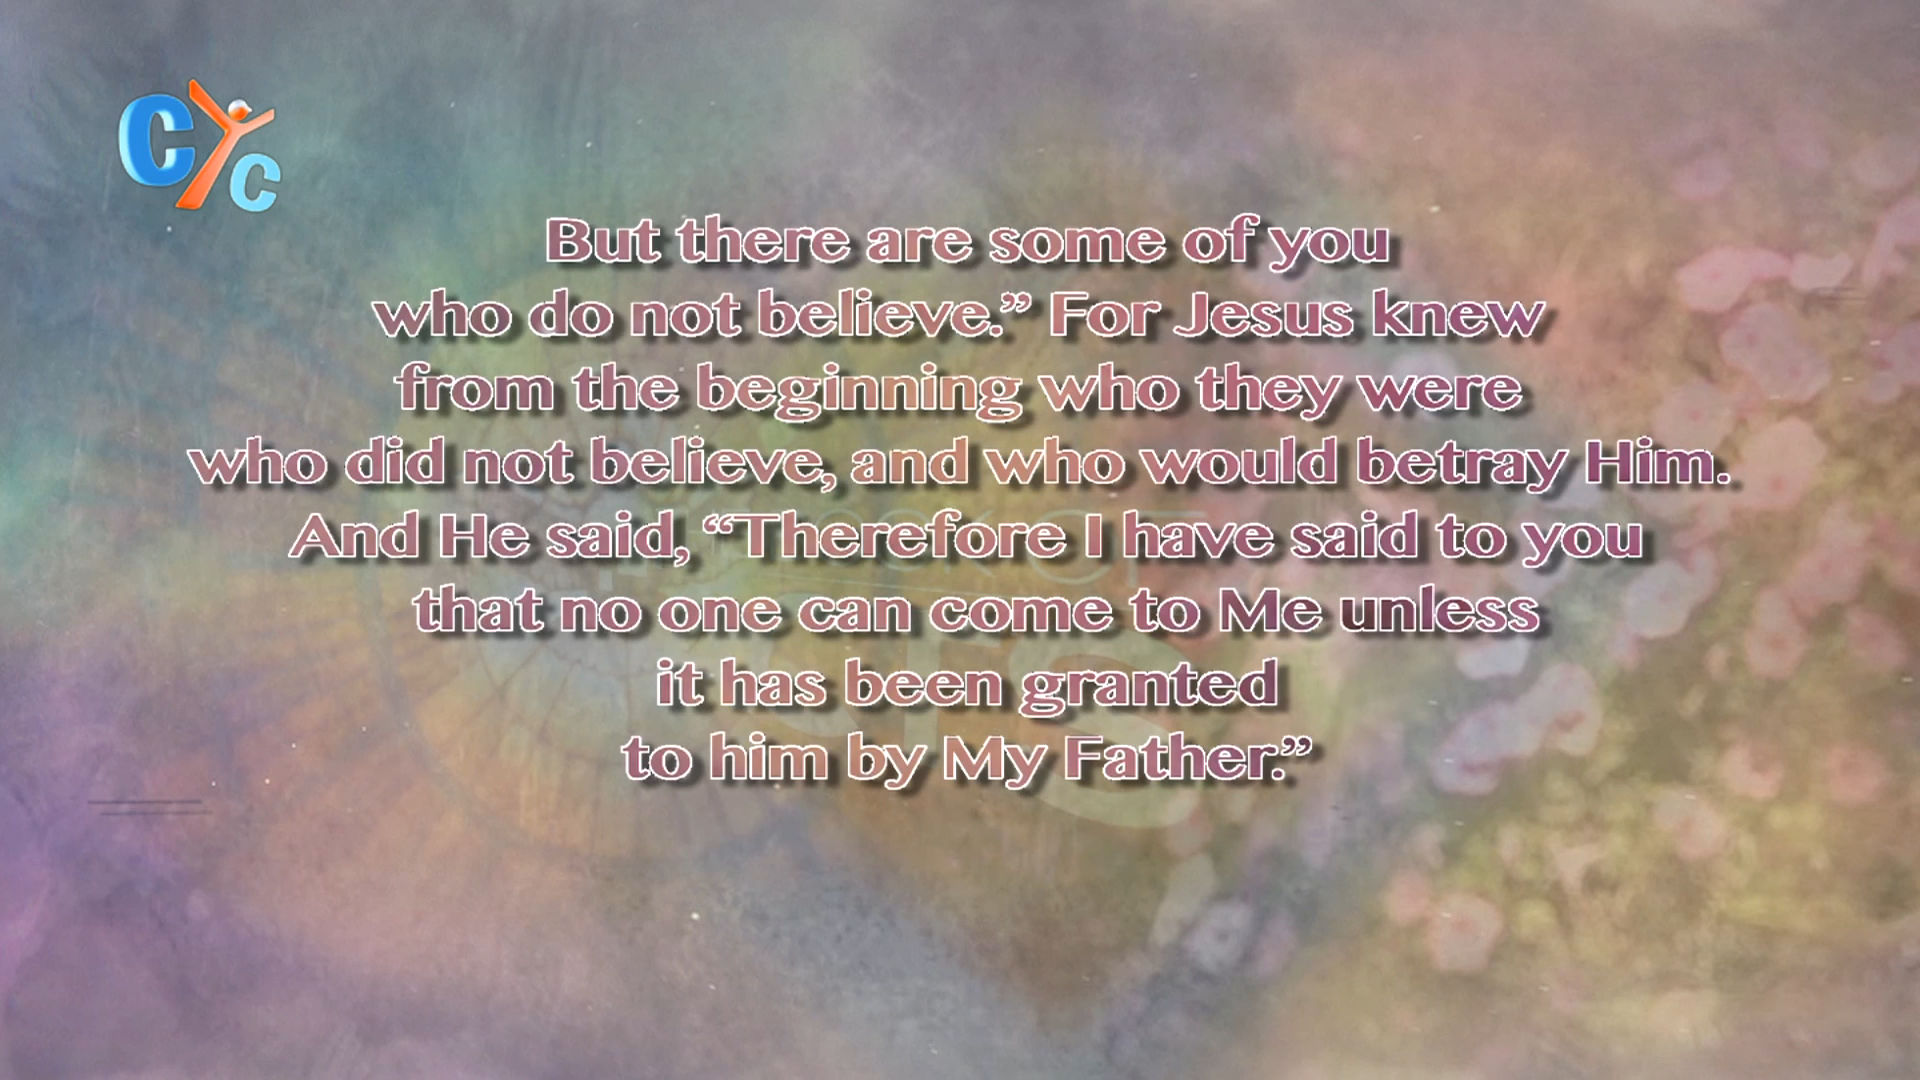 CYC
But there are some of you
who do not believe.” For Jesus knew
from the beginning who they were
who did not believe, and who would betray Him.
And He said, “Therefore I have said to you
that no one can come to Me unless
it has been granted
to him by My Father.”